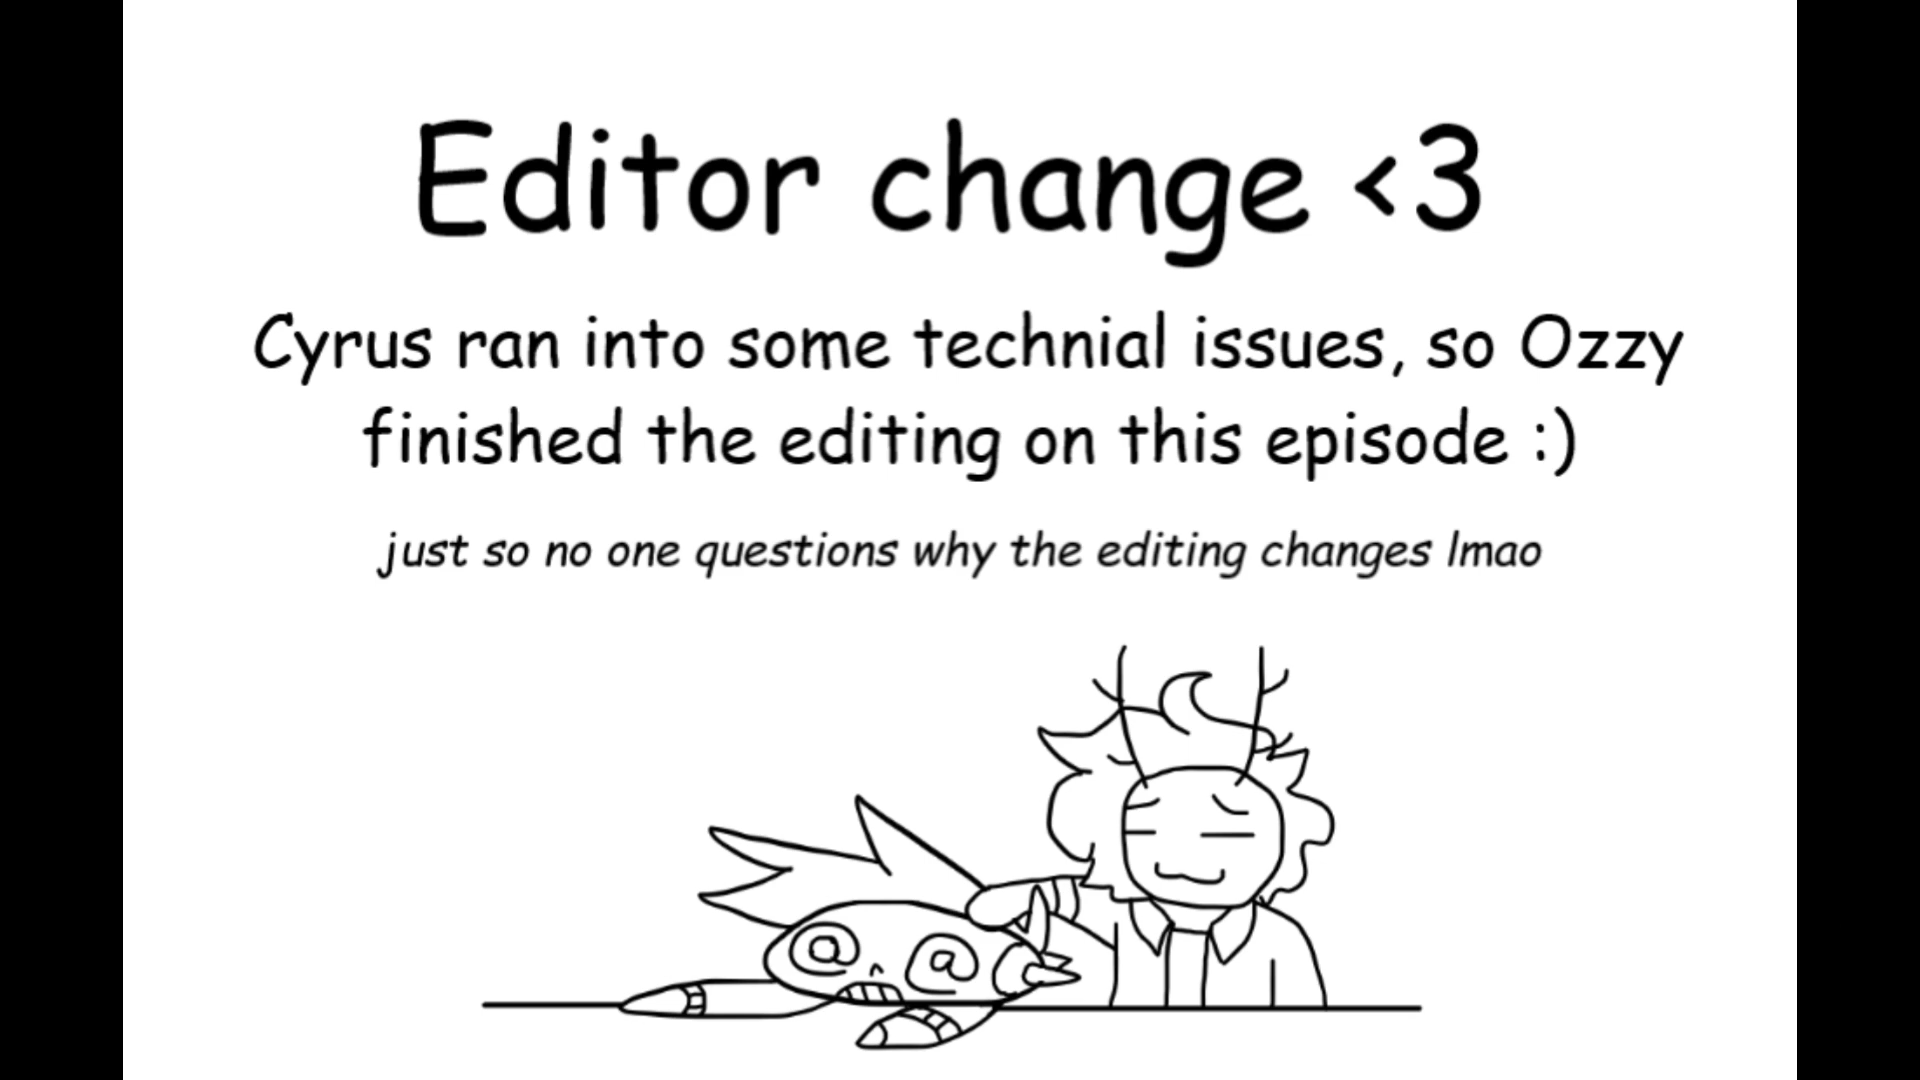 Editor change <3
Cyrus ran into some technial issues, so Ozzy
finished the editing on this episode :)
just so no one questions why the editing changes lmao